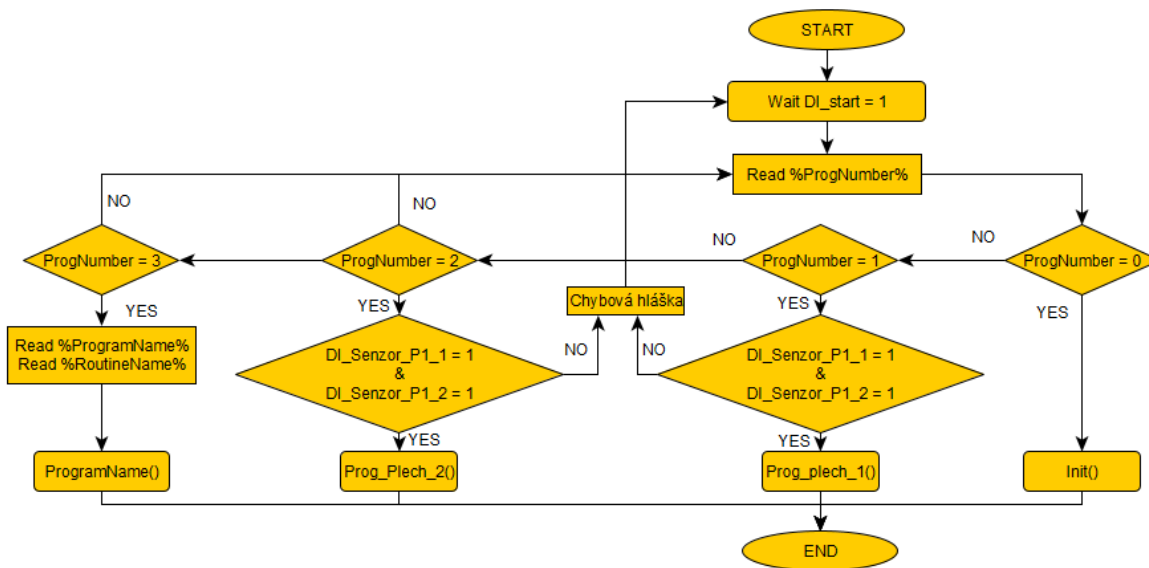 START
Wait DI_start = 1
Read %ProgNumber%
NO
NO
NO
NO
ProgNumber = 3
ProgNumber = 2
ProgNumber = 1
ProgNumber = 0
YES
YES
Chybová hláška
YES
YES
Read %ProgramName%
Read %RoutineName%
DI_Senzor_P1_1 = 1
&
DI_Senzor_P1_2 = 1
NO
NO
DI_Senzor_P1_1 = 1
&
DI_Senzor_P1_2 = 1
YES
YES
ProgramName()
Prog_Plech_2()
Prog_plech_1()
Init()
END